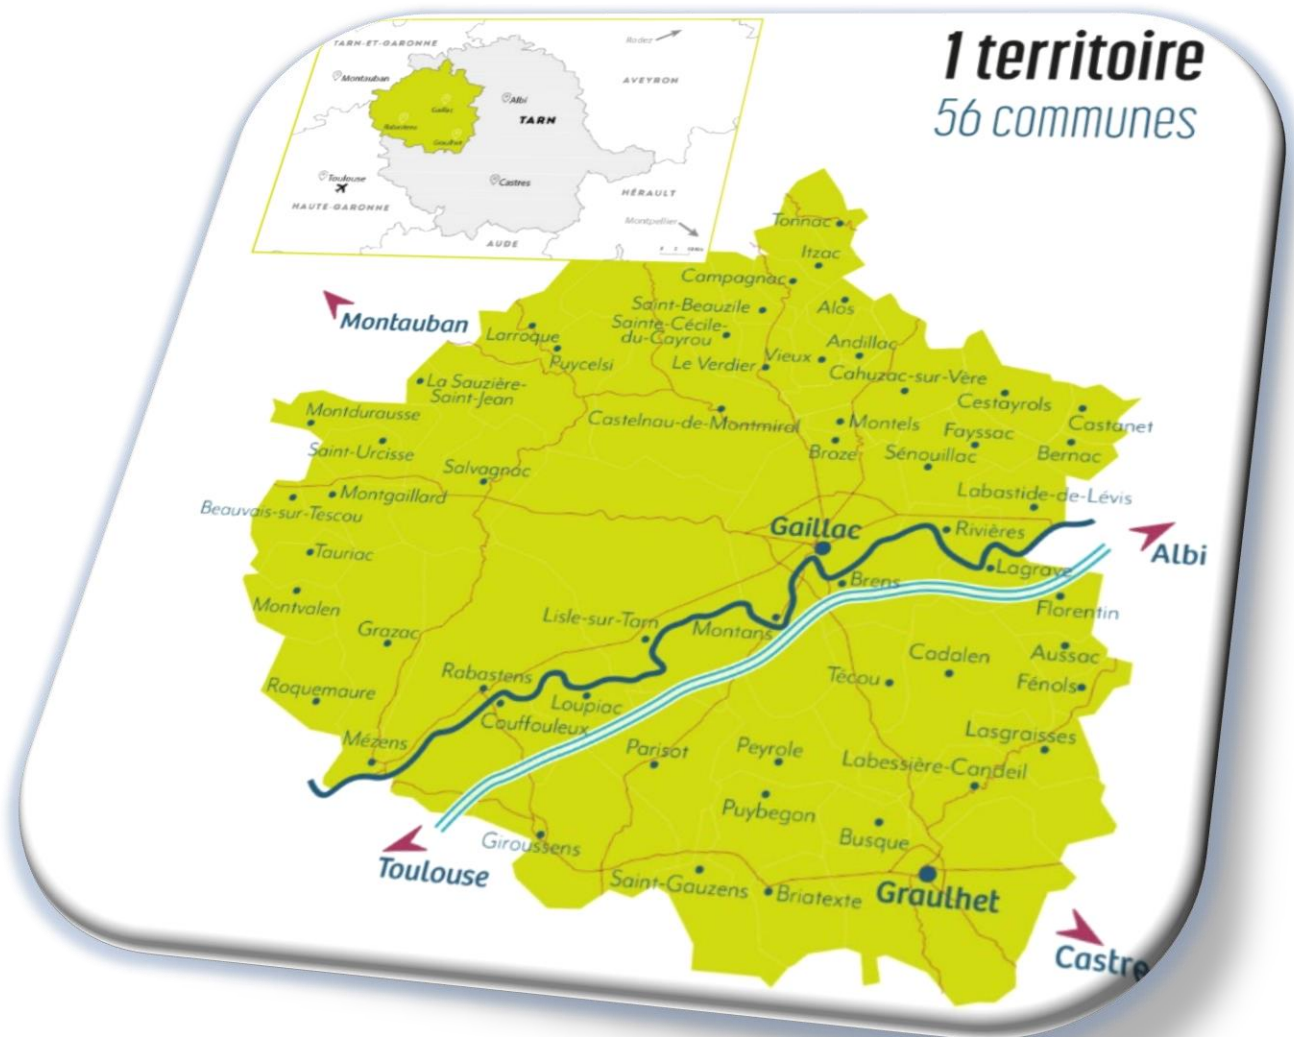 1 territoire
56 communes
TARN-ET-GARONNE
Rodez
Montauban
AVEYRON
Albi
Gaillac
TARN
Rabastens
Graulhet
Toulouse
Castres
HÉRAULT
HAUTE-GARONNE
Montpellier
AUDE
Tonnac
Itzac
Campagnac
Saint-Beauzile
Alos
Montauban
Sainte-Cécile-
du-Cayrou
Larroque
Andillac
Vieux
Puycelsi
Le Verdier
Cahuzac-sur-Vère
La Sauzière-
Saint-Jean
Cestayrols
Montdurausse
Castelnau-de-Montmiral
Montels
Castanet
Fayssac
Saint-Urcisse
Broze
Sénouillac
Bernac
Salvagnac
Montgaillard
Labastide-de-Lévis
Beauvais-sur-Tescou
Gaillac
Rivières
Tauriac
Albi
Lagrave
Brens
Montvalen
Florentin
Lisle-sur-Tarn
Montans
Grazac
Cadalen
Aussac
Rabastens
Técou
Fénols
Roquemaure
Loupiac
Couffouleux
Lasgraisses
Mézens
Parisot
Peyrole
Labessière-Candeil
Puybegon
Busque
Giroussens
Toulouse
Saint-Gauzens
Briatexte
Graulhet
Castre